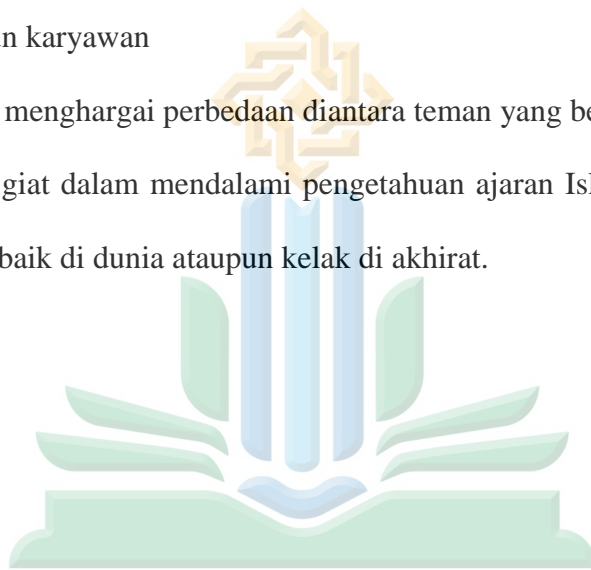 un karyawan
menghargai perbedaan diantara teman yang be
giat dalam mendalami pengetahuan ajaran Isl
baik di dunia ataupun kelak di akhirat.